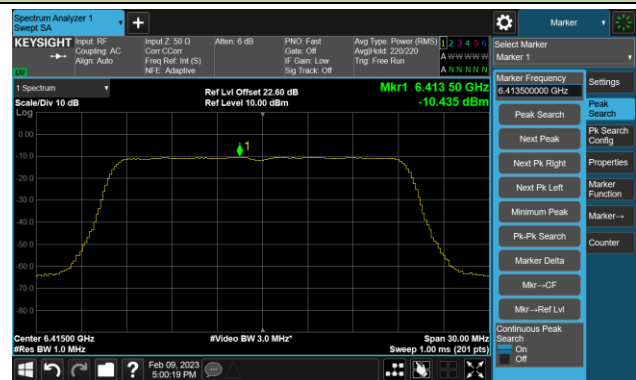 Spectrum Analyzer 1
Swept SA
Marker
KEYSIGHT
Input: RF
Coupling: AC
Align: Auto
Input Z: 50 Ω
Corr CCorr
Freq Ref: Int (S)
NFE: Adaptive
Atten: 6 dB
PNO: Fast
Gate: Off
IF Gain: Low
Sig Track: Off
Avg Type: Power (RMS)
Avg|Hold: 220/220
Trig: Free Run
1 2 3 4 5 6
A W W W W W
A N N N N N
LXI
Select Marker
Marker 1
1 Spectrum
Scale/Div 10 dB
Ref Lvl Offset 22.60 dB
Ref Level 10.00 dBm
Mkr1 6.413 50 GHz
-10.435 dBm
Log
0.00
-10.0
-20.0
-30.0
-40.0
-50.0
-60.0
-70.0
-80.0
1
Center 6.41500 GHz
#Res BW 1.0 MHz
#Video BW 3.0 MHz*
Span 30.00 MHz
Sweep 1.00 ms (201 pts)
Marker Frequency
6.413500000 GHz
Peak Search
Next Peak
Next Pk Right
Next Pk Left
Minimum Peak
Pk-Pk Search
Marker Delta
Mkr→CF
Mkr→Ref Lvl
Continuous Peak
Search
On
Off
Settings
Peak
Search
Pk Search
Config
Properties
Marker
Function
Marker→
Counter
Feb 09, 2023
5:00:19 PM